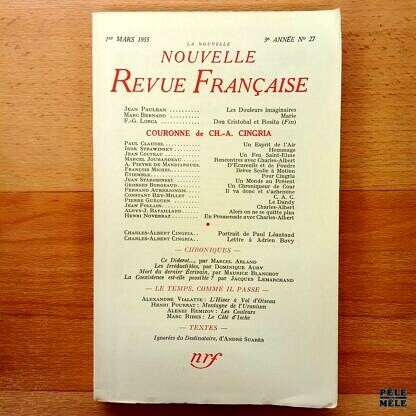 1er MARS 1955 3e ANNÉE No 27
LA NOUVELLE
NOUVELLE
REVUE FRANÇAISE
JEAN PAULHAN .......... Les Douleurs imaginaires
MARC BERNARD .......... Marie
F.-G. LORCA .......... Don Cristobal et Rosita (Fin)
COURONNE de CH.-A. CINGRIA
PAUL CLAUDEL .......... Un Esprit de l'Air
IGOR STRAWINSKY .......... Hommage
JEAN COCTEAU .......... Un Feu Saint-Elme
MARCEL JOUHANDEAU .......... Rencontres avec Charles-Albert
A. PIEYRE DE MANDIARGUES. D'Écureuils et de Foudre
FRANÇOIS MICHEL .......... Brève Scolie à Motion
ÉTIEMBLE .......... Pour Cingria
JEAN STAROBINSKI .......... Un Monde au Présent
GEORGES BORGEAUD .......... Un Chroniqueur de Cour
FERNAND AUBERJONOIS .......... Il va donc et s'achemine
CONSTANT REY-MILLET .......... C. A. C.
PIERRE GUÉGUEN .......... Le Dandy
JEAN FOLLAIN .......... Charles-Albert
ALEXIS-J. BATAILLARD .......... Alors on ne se quitte plus
HENRI NOVERRAZ .......... En Promenade avec Charles-Albert
CHARLES-ALBERT CINGRIA .. Portrait de Paul Léautaud
CHARLES-ALBERT CINGRIA .. Lettre à Adrien Bovy
— CHRONIQUES —
Ce Diderot..., par MARCEL ARLAND
Les Irréductibles, par DOMINIQUE AURY
Mort du dernier Écrivain, par MAURICE BLANCHOT
La Coexistence est-elle possible ? par JACQUES LEMARCHAND
— LE TEMPS, COMME IL PASSE —
ALEXANDRE VIALATTE : L'Hiver à Vol d'Oiseau
HENRI POURRAT : Montagne de l'Uranium
ALEXEI REMIZOV : Les Couleurs
MARC RIBES : Le Côté d'Ische
— TEXTES —
Ignorées du Destinataire, d'ANDRÉ SUARÈS
nrf
PÊLE
MÊLE